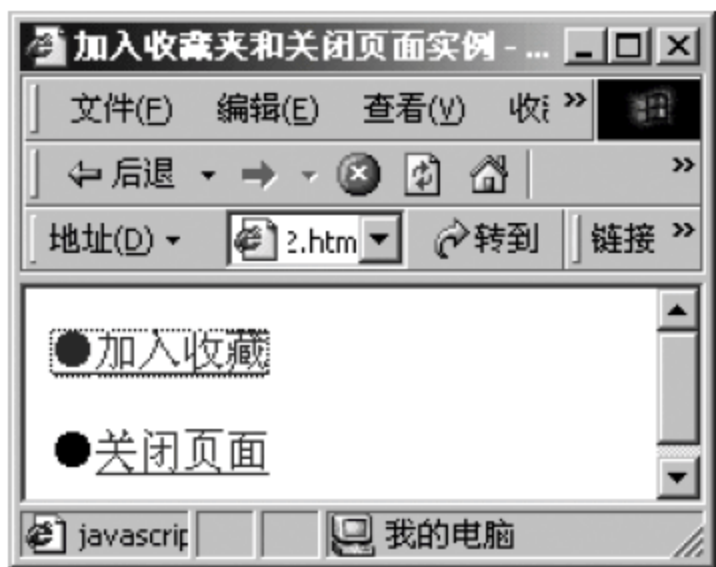 加入收藏夹和关闭页面实例 - ...
文件(F) 编辑(E) 查看(V) 收 »
后退 »
地址(D) 2.htm 转到 链接 »
●加入收藏
●关闭页面
javascrip 我的电脑